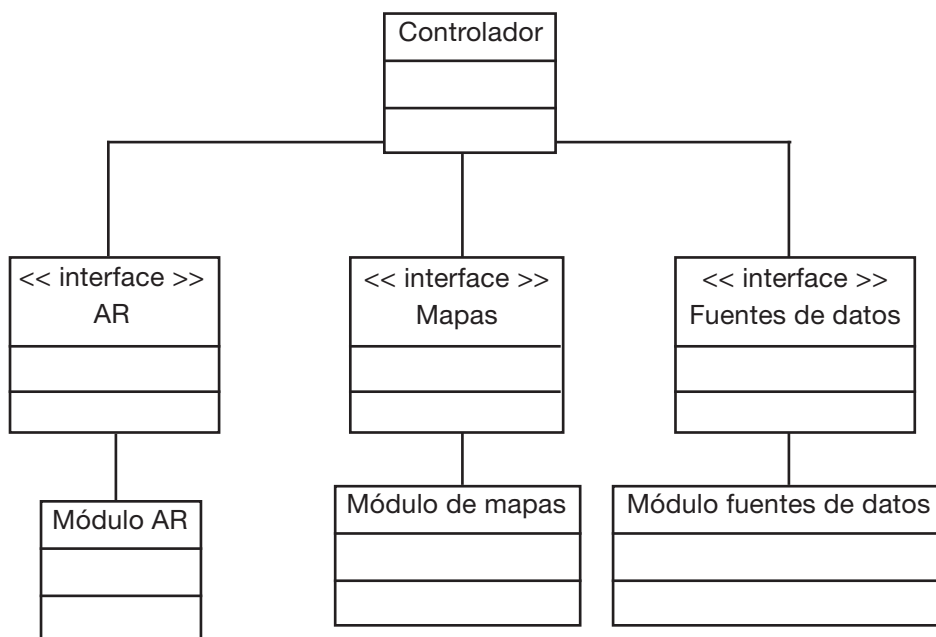 Controlador
<< interface >>
AR
<< interface >>
Mapas
<< interface >>
Fuentes de datos
Módulo AR
Módulo de mapas
Módulo fuentes de datos